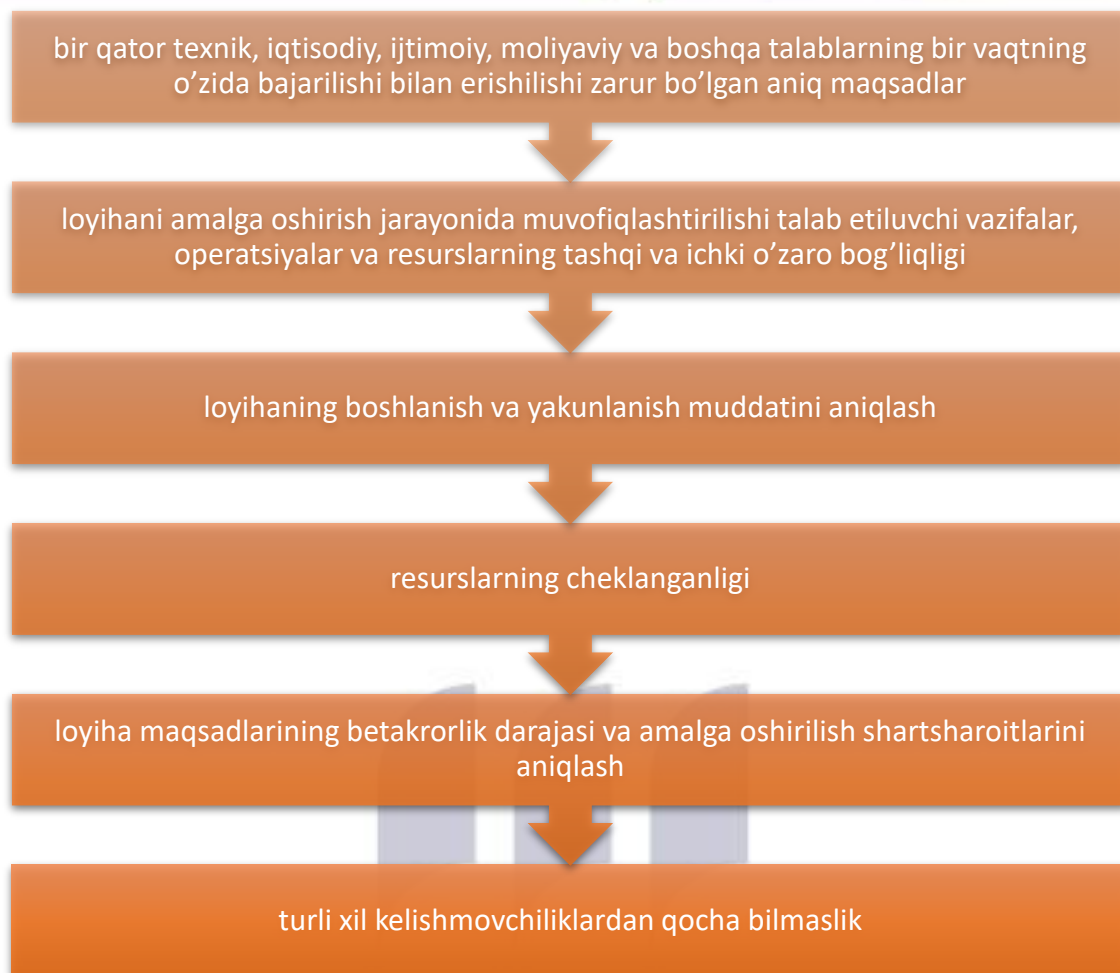 bir qator texnik, iqtisodiy, ijtimoiy, moliyaviy va boshqa talablarning bir vaqtning
o’zida bajarilishi bilan erishilishi zarur bo’lgan aniq maqsadlar
loyihani amalga oshirish jarayonida muvofiqlashtirilishi talab etiluvchi vazifalar,
operatsiyalar va resurslarning tashqi va ichki o’zaro bog’liqligi
loyihaning boshlanish va yakunlanish muddatini aniqlash
resurslarning cheklanganligi
loyiha maqsadlarining betakrorlik darajasi va amalga oshirilish shartsharoitlarini
aniqlash
turli xil kelishmovchiliklardan qocha bilmaslik